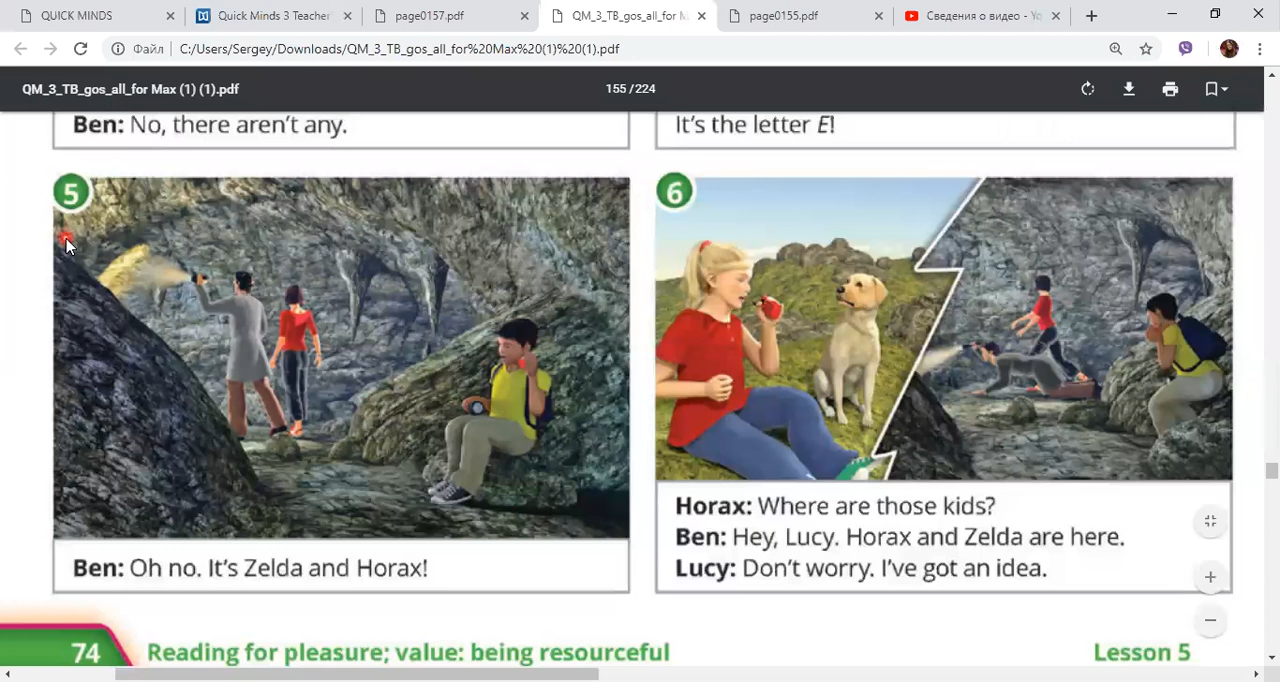 QUICK MINDS
Quick Minds 3 Teacher'
page0157.pdf
QM_3_TB_gos_all_for M
page0155.pdf
Сведения о видео - Yo
Файл
C:/Users/Sergey/Downloads/QM_3_TB_gos_all_for%20Max%20(1)%20(1).pdf
QM_3_TB_gos_all_for Max (1) (1).pdf
155 / 224
Ben: No, there aren't any.
It's the letter E!
5
6
Ben: Oh no. It's Zelda and Horax!
Horax: Where are those kids?
Ben: Hey, Lucy. Horax and Zelda are here.
Lucy: Don't worry. I've got an idea.
74
Reading for pleasure; value: being resourceful
Lesson 5